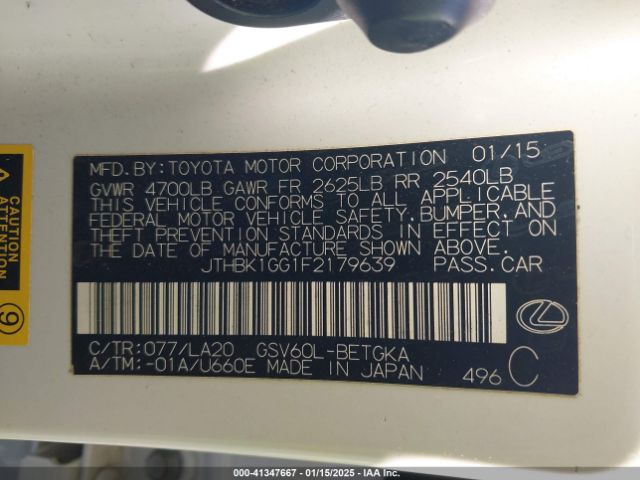 MFD.BY:TOYOTA MOTOR CORPORATION 01/15
GVWR 4700LB GAWR FR 2625LB RR 2540LB
THIS VEHICLE CONFORMS TO ALL APPLICABLE
FEDERAL MOTOR VEHICLE SAFETY,BUMPER,AND
THEFT PREVENTION STANDARDS IN EFFECT ON
THE DATE OF MANUFACTURE SHOWN ABOVE.
JTHBK1GG1F2179639 PASS.CAR
C/TR:077/LA20 GSV60L-BETGKA
A/TM:-01A/U660E MADE IN JAPAN
496 C
CAUTION
ATTENTION
9
000-41347667 - 01/15/2025 - IAAI.COM